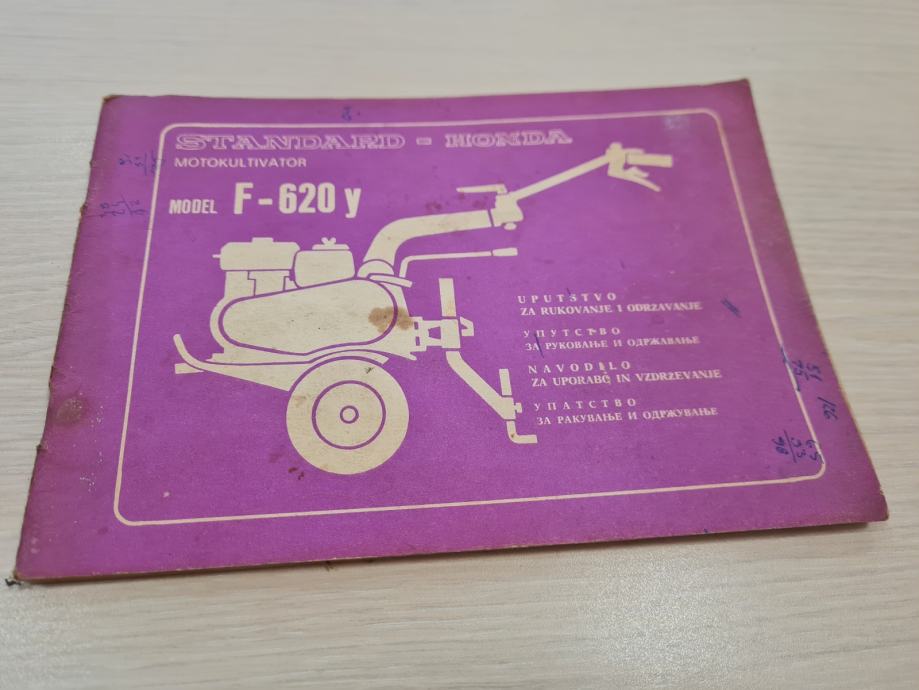 STANDARD - HONDA
MOTOKULTIVATOR
MODEL F-620 y
UPUTSTVO
ZA RUKOVANJE I ODRŽAVANJE
УПУТСТВО
ЗА РУКОВАЊЕ И ОДРЖАВАЊЕ
NAVODILO
ZA UPORABO IN VZDRŽEVANJE
УПАТСТВО
ЗА РАКУВАЊЕ И ОДРЖУВАЊЕ